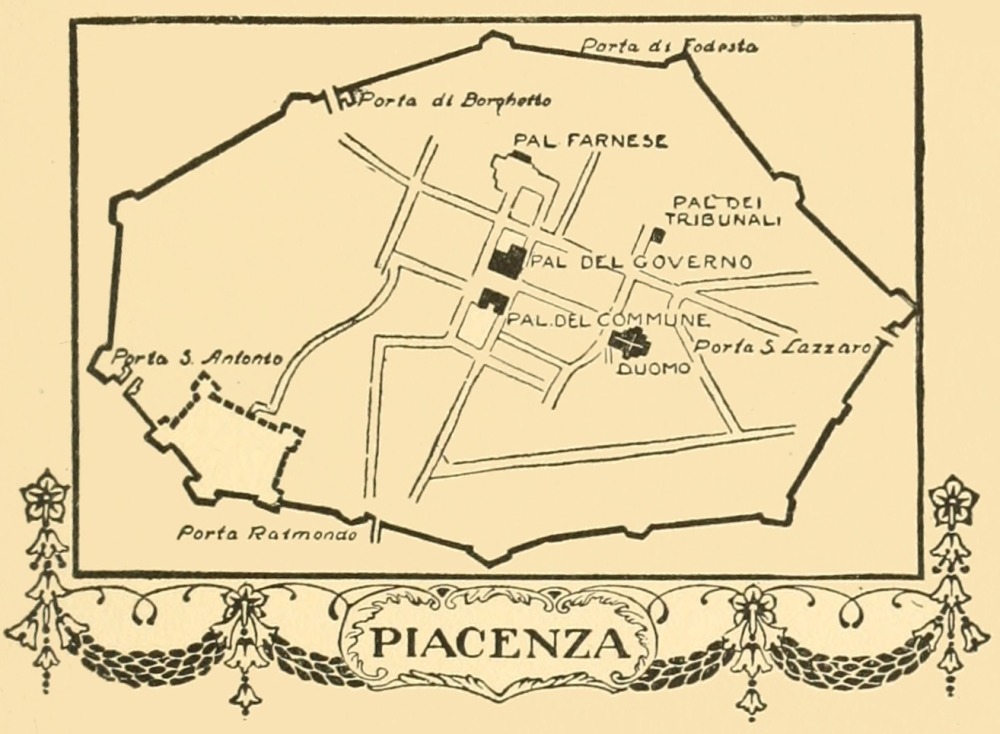 Porta di Fodesta
Porta di Borghetto
PAL. FARNESE
PAL DEI
TRIBUNALI
PAL DEL GOVERNO
PAL. DEL COMMUNE
Porta S. Lazzaro
DUOMO
Porta S. Antonio
Porta Raimondo
PIACENZA